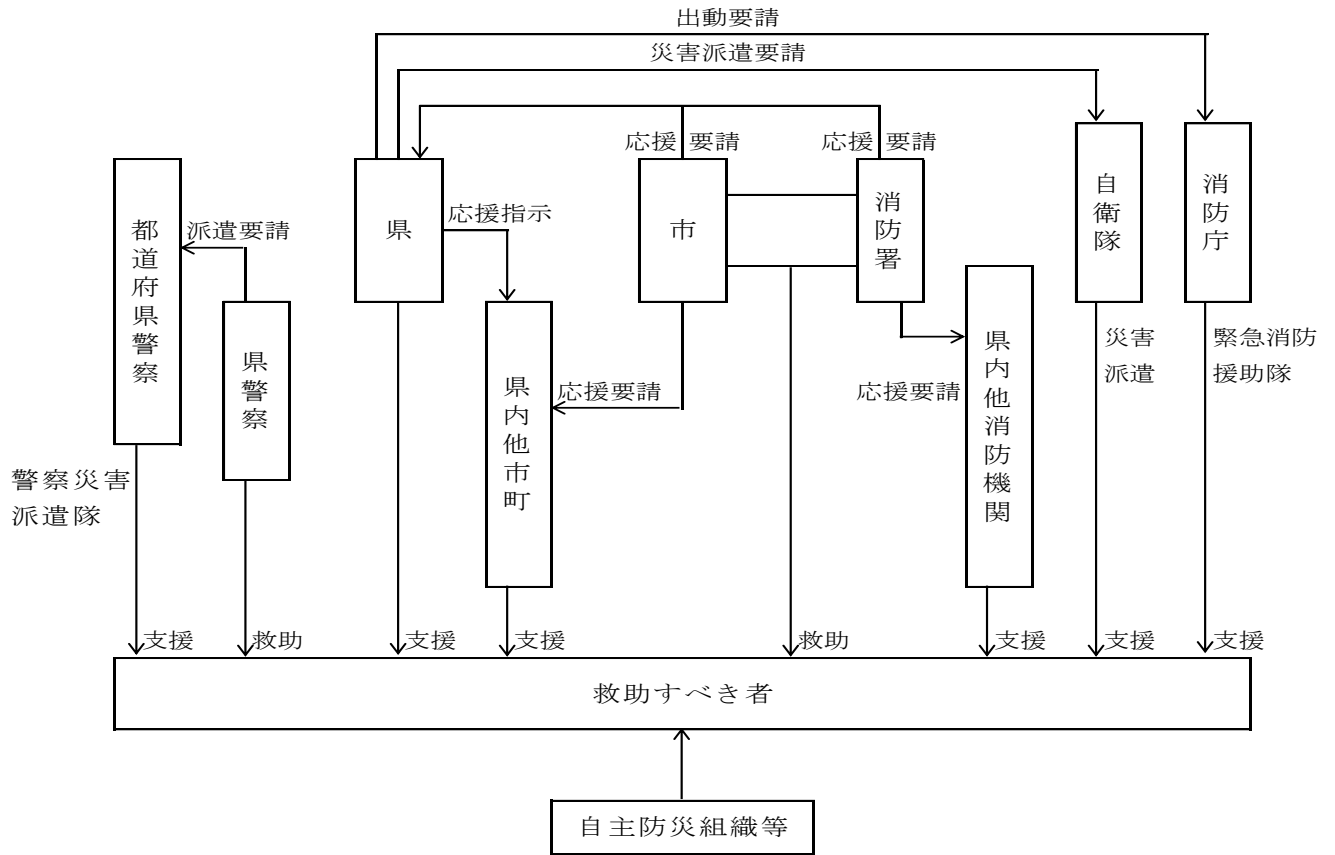 出動要請
災害派遣要請
応援要請
応援要請
都道府県警察
派遣要請
県
応援指示
市
消防署
自衛隊
消防庁
県警察
県内他市町
応援要請
応援要請
県内他消防機関
災害
派遣
緊急消防
援助隊
警察災害
派遣隊
支援
救助
支援
支援
救助
支援
支援
支援
救助すべき者
自主防災組織等